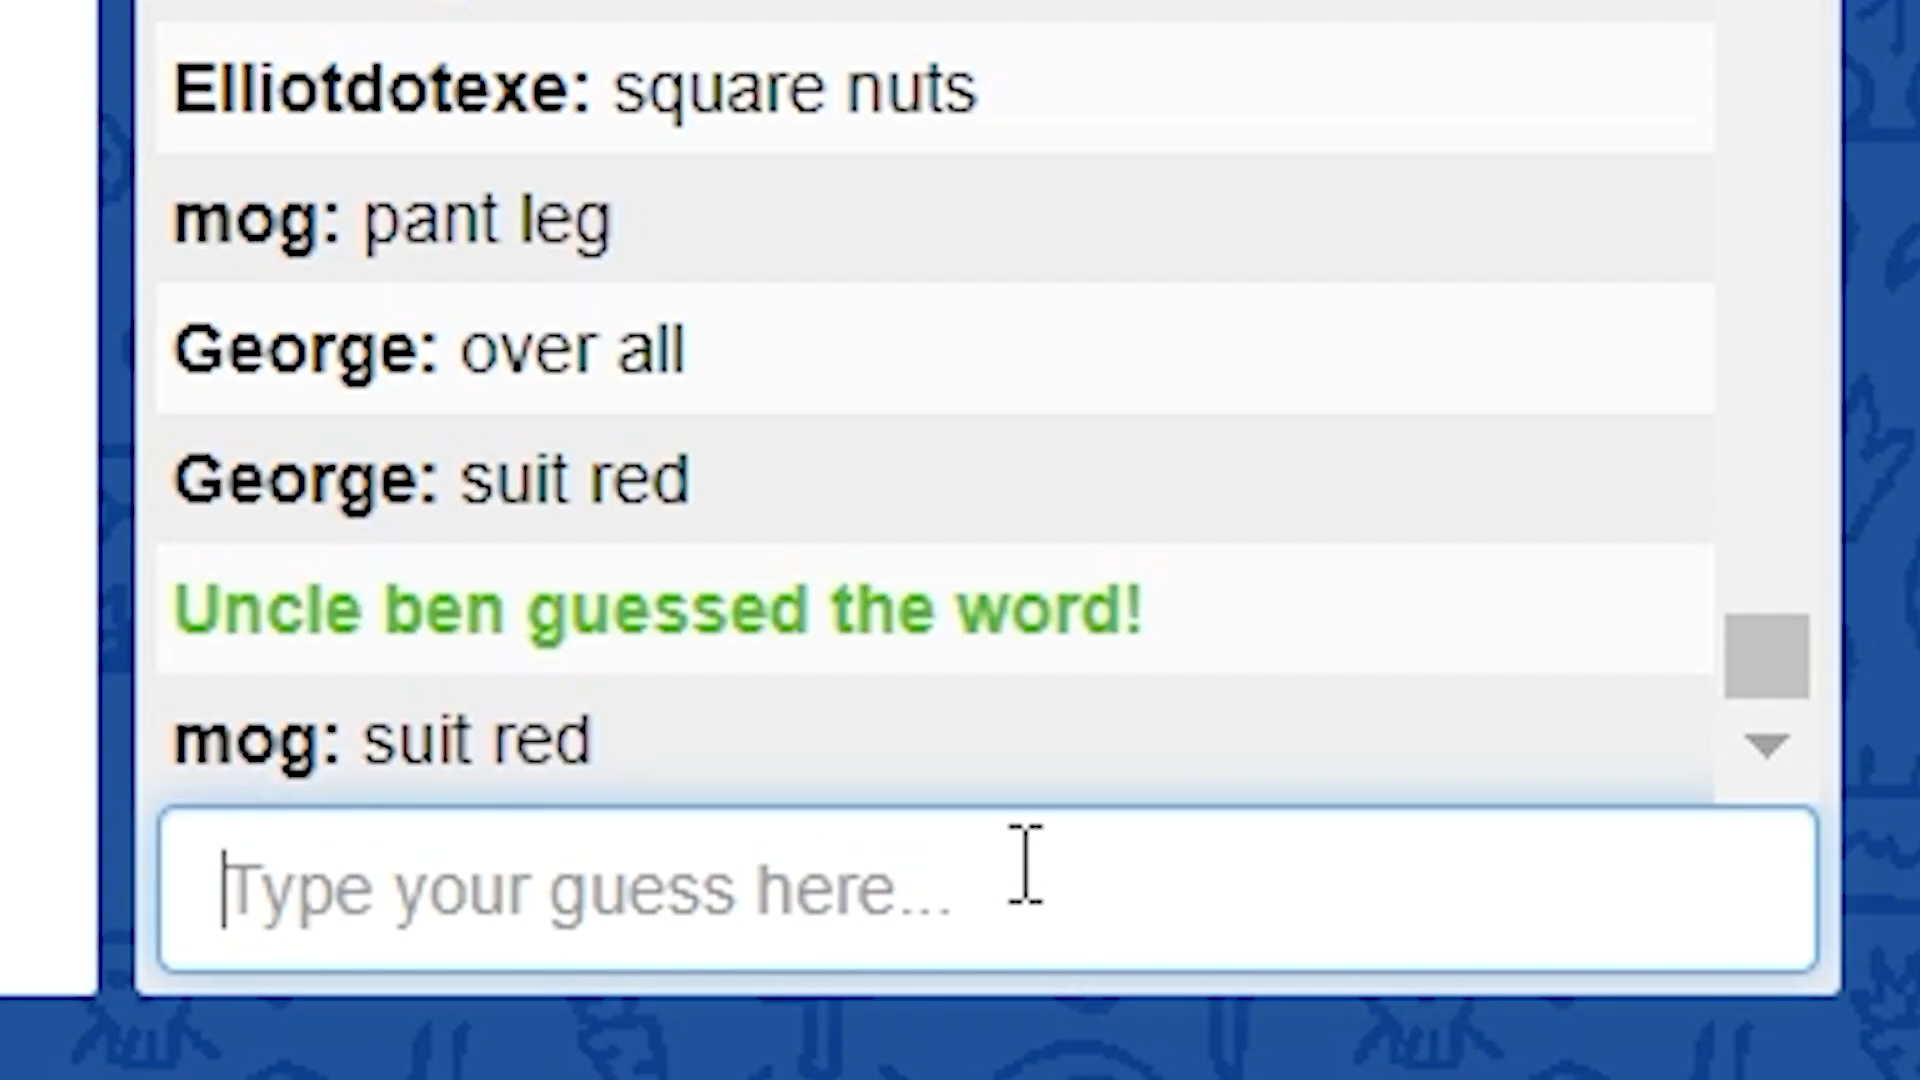 Elliotdotexe: square nuts
mog: pant leg
George: over all
George: suit red
Uncle ben guessed the word!
mog: suit red
Type your guess here...